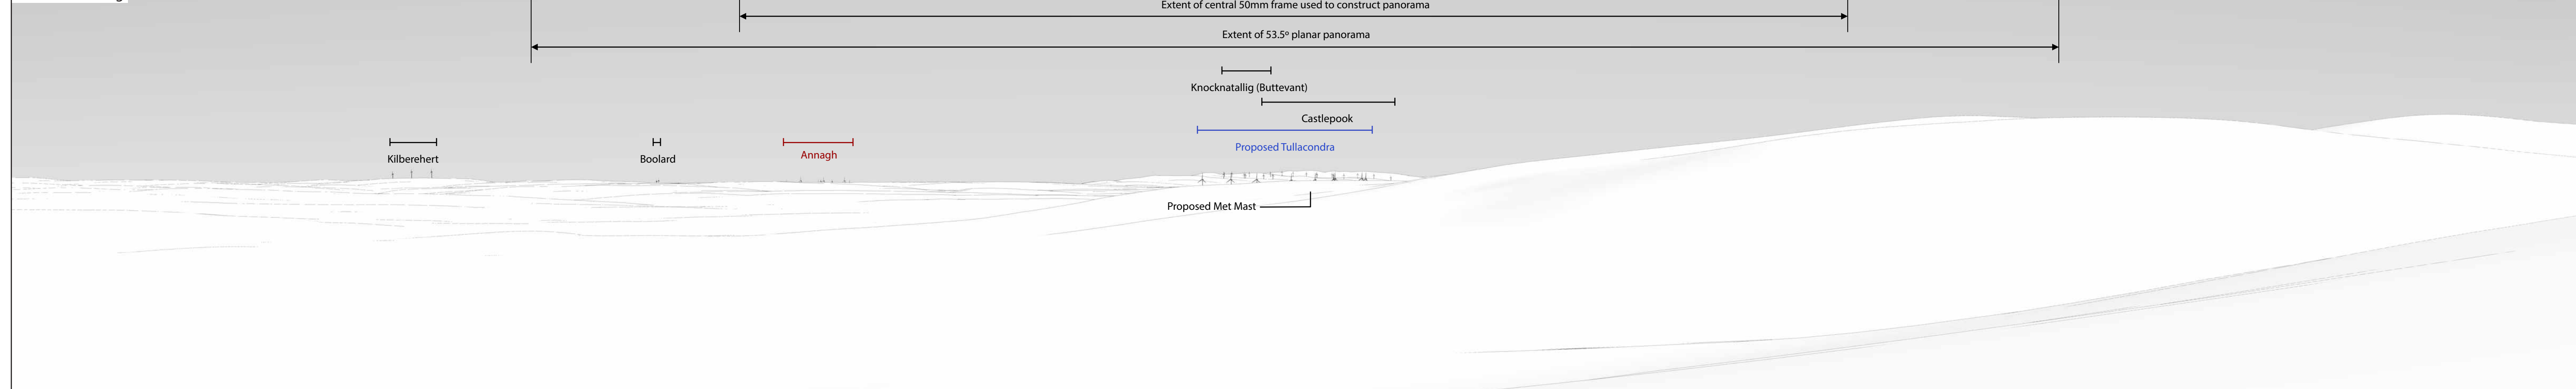 Extent of central 50mm frame used to construct panorama
Extent of 53.5º planar panorama
Knocknatallig (Buttevant)
Castlepook
Proposed Tullacondra
Kilberehert
Boolard
Annagh
Proposed Met Mast